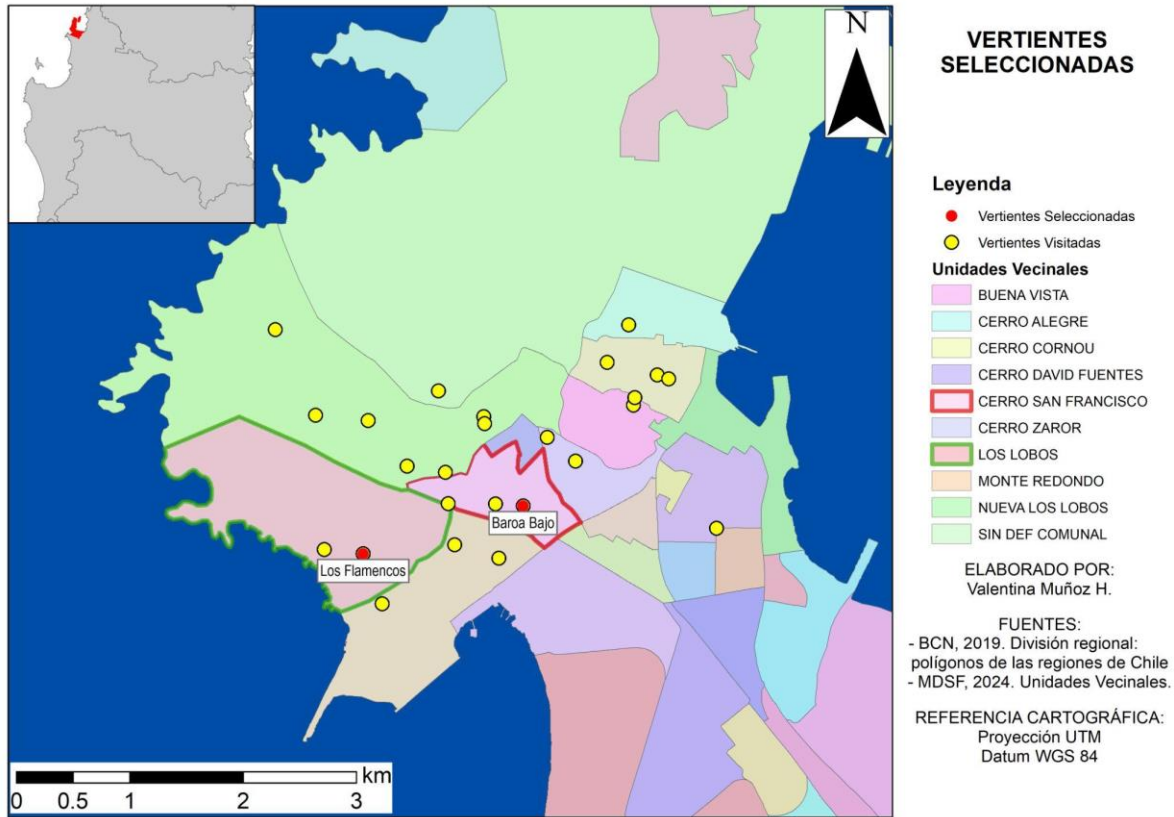 N
VERTIENTES
SELECCIONADAS
Leyenda
Vertientes Seleccionadas
Vertientes Visitadas
Unidades Vecinales
BUENA VISTA
CERRO ALEGRE
CERRO CORNOU
CERRO DAVID FUENTES
CERRO SAN FRANCISCO
CERRO ZAROR
LOS LOBOS
MONTE REDONDO
NUEVA LOS LOBOS
SIN DEF COMUNAL
ELABORADO POR:
Valentina Muñoz H.
FUENTES:
- BCN, 2019. División regional:
polígonos de las regiones de Chile
- MDSF, 2024. Unidades Vecinales.
REFERENCIA CARTOGRÁFICA:
Proyección UTM
Datum WGS 84
Baroa Bajo
Los Flamencos
km
0 0.5 1 2 3